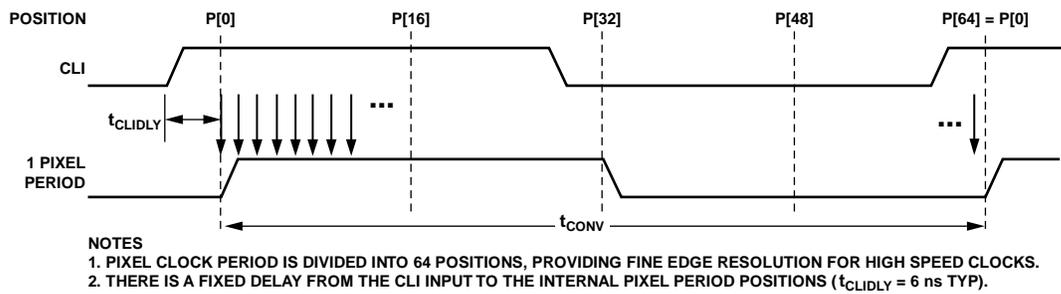 POSITION P[0] P[16] P[32] P[48] P[64] = P[0]
CLI
tCLIDLY
1 PIXEL
PERIOD
tCONV
NOTES
1. PIXEL CLOCK PERIOD IS DIVIDED INTO 64 POSITIONS, PROVIDING FINE EDGE RESOLUTION FOR HIGH SPEED CLOCKS.
2. THERE IS A FIXED DELAY FROM THE CLI INPUT TO THE INTERNAL PIXEL PERIOD POSITIONS (tCLIDLY = 6 ns TYP).